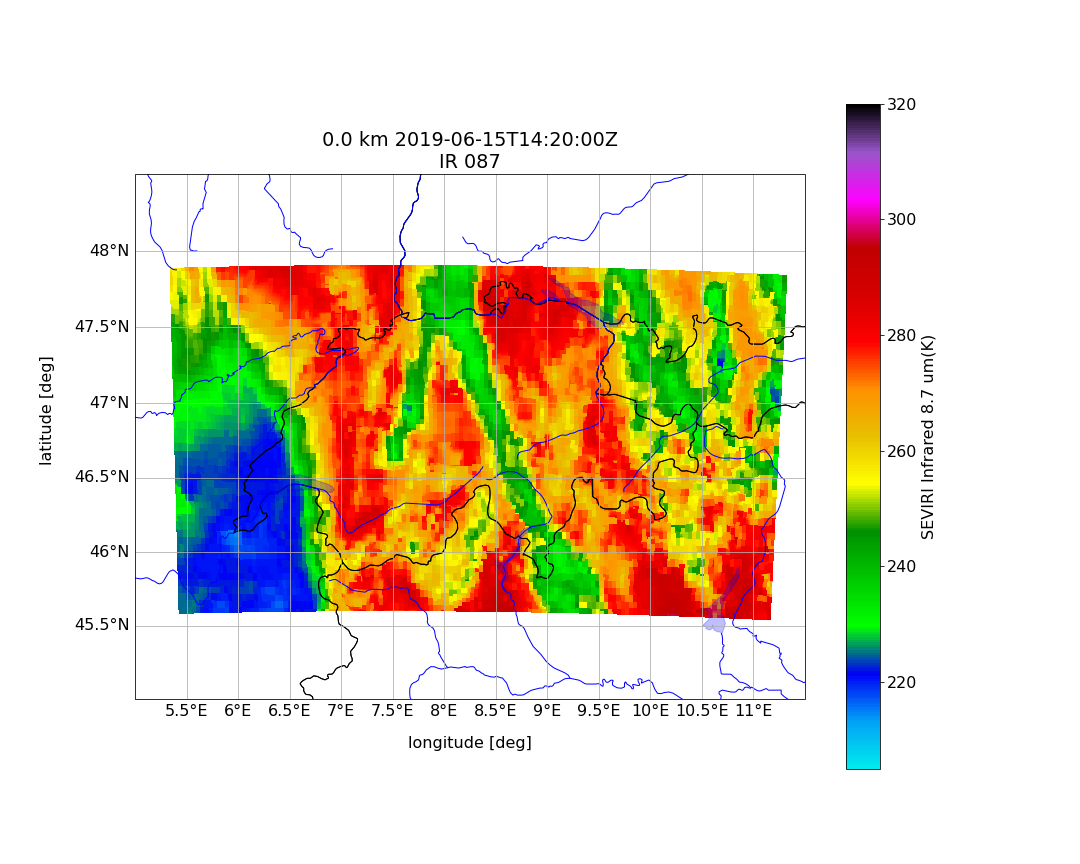 0.0 km 2019-06-15T14:20:00Z
IR 087
48°N
47.5°N
47°N
46.5°N
46°N
45.5°N
latitude [deg]
5.5°E 6°E 6.5°E 7°E 7.5°E 8°E 8.5°E 9°E 9.5°E 10°E 10.5°E 11°E
longitude [deg]
320
300
280
260
240
220
SEVIRI Infrared 8.7 um(K)